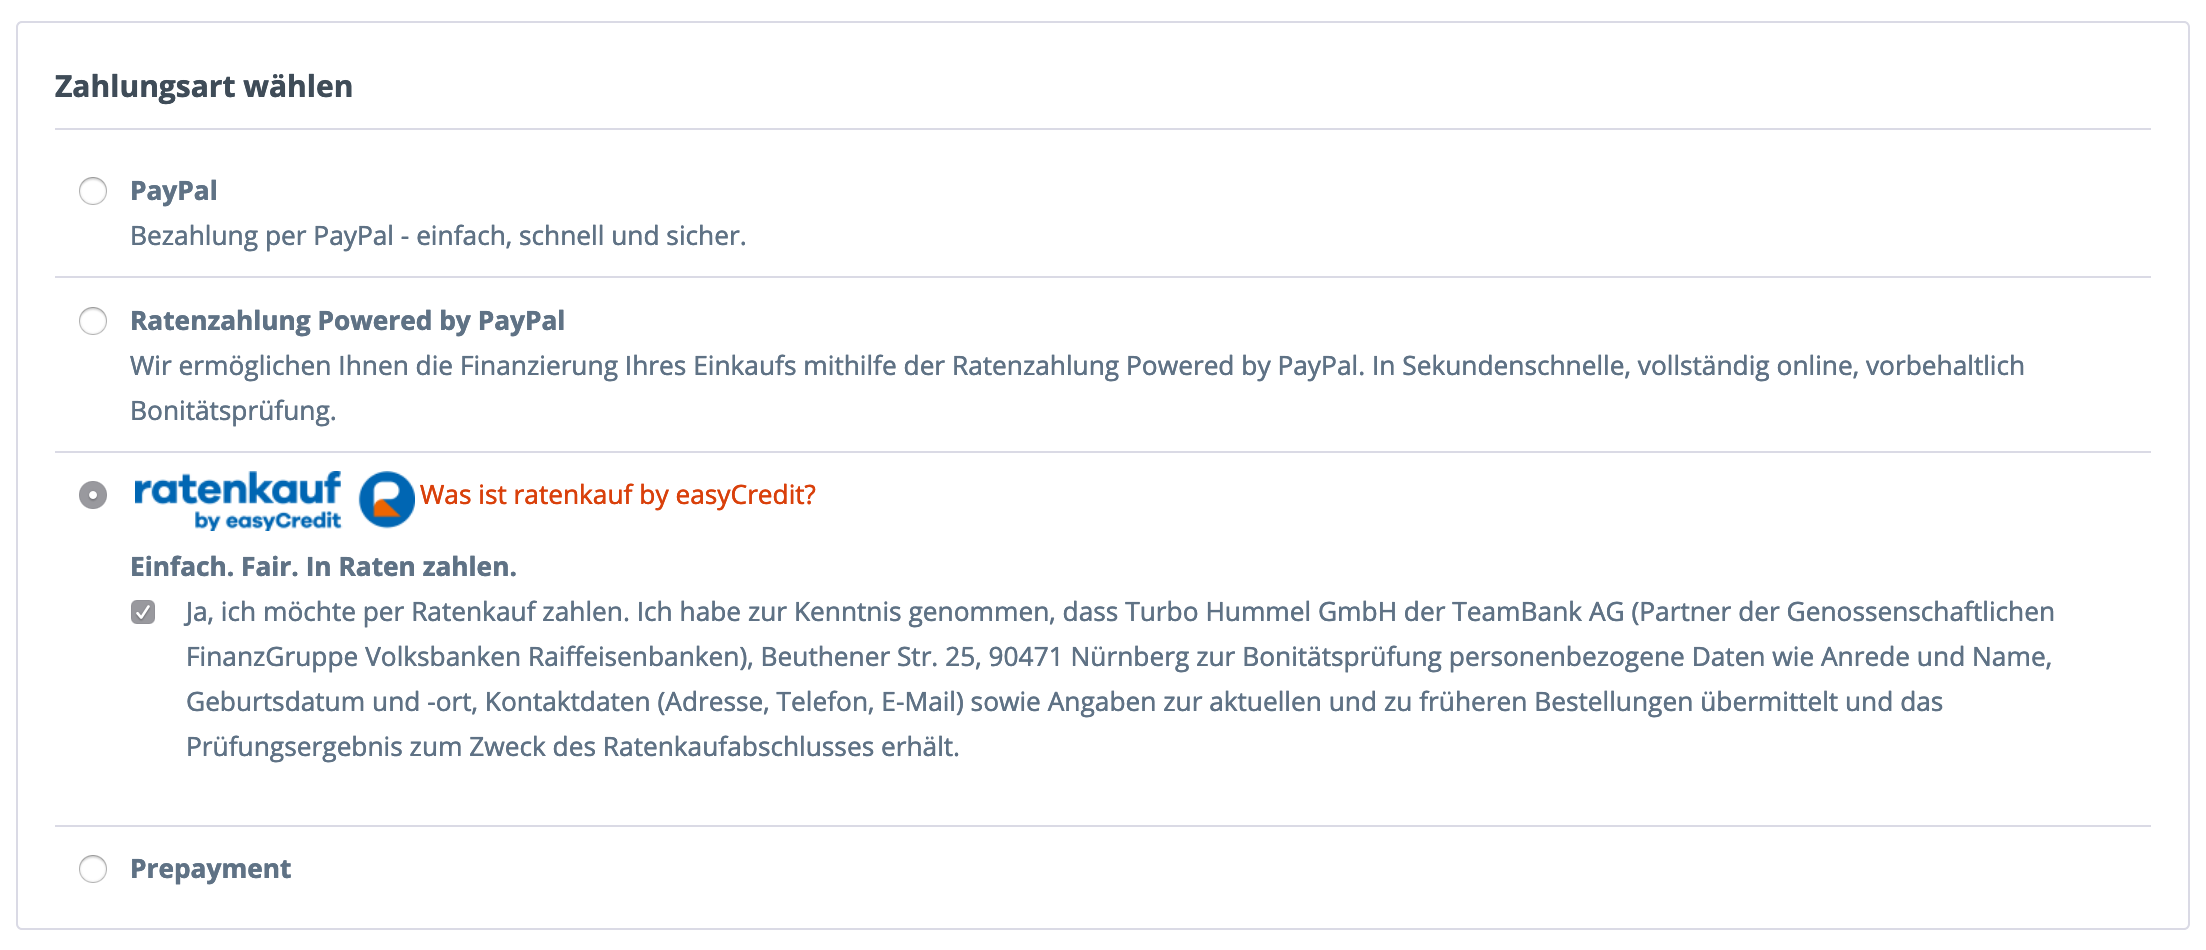 Zahlungsart wählen
PayPal
Bezahlung per PayPal - einfach, schnell und sicher.
Ratenzahlung Powered by PayPal
Wir ermöglichen Ihnen die Finanzierung Ihres Einkaufs mithilfe der Ratenzahlung Powered by PayPal. In Sekundenschnelle, vollständig online, vorbehaltlich
Bonitätsprüfung.
ratenkauf
by easyCredit
Was ist ratenkauf by easyCredit?
Einfach. Fair. In Raten zahlen.
Ja, ich möchte per Ratenkauf zahlen. Ich habe zur Kenntnis genommen, dass Turbo Hummel GmbH der TeamBank AG (Partner der Genossenschaftlichen
FinanzGruppe Volksbanken Raiffeisenbanken), Beuthener Str. 25, 90471 Nürnberg zur Bonitätsprüfung personenbezogene Daten wie Anrede und Name,
Geburtsdatum und -ort, Kontaktdaten (Adresse, Telefon, E-Mail) sowie Angaben zur aktuellen und zu früheren Bestellungen übermittelt und das
Prüfungsergebnis zum Zweck des Ratenkaufabschlusses erhält.
Prepayment